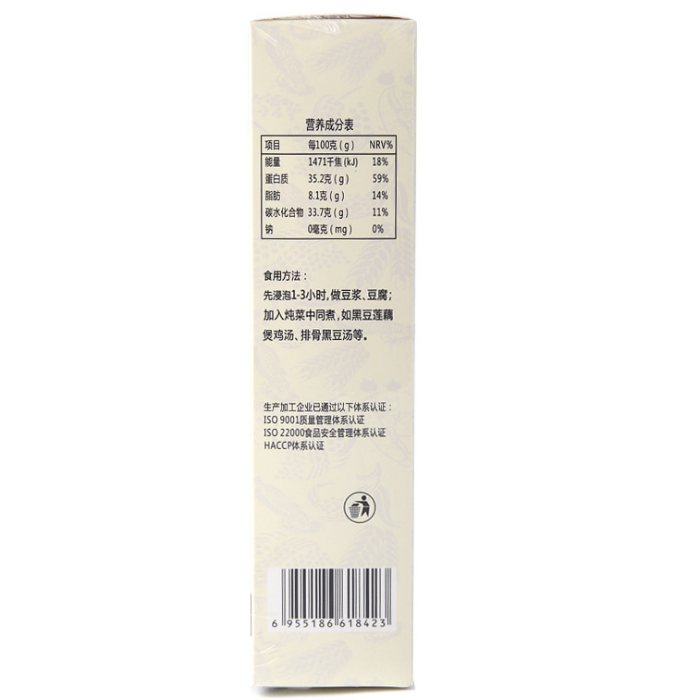 营养成分表
项目 每100克(g) NRV%
能量 1471千焦(kJ) 18%
蛋白质 35.2克(g) 59%
脂肪 8.1克(g) 14%
碳水化合物 33.7克(g) 11%
钠 0毫克(mg) 0%
食用方法：
先浸泡1-3小时,做豆浆、豆腐;
加入炖菜中同煮,如黑豆莲藕
煲鸡汤、排骨黑豆汤等。
生产加工企业已通过以下体系认证：
ISO 9001质量管理体系认证
ISO 22000食品安全管理体系认证
HACCP体系认证
6 955186 618423